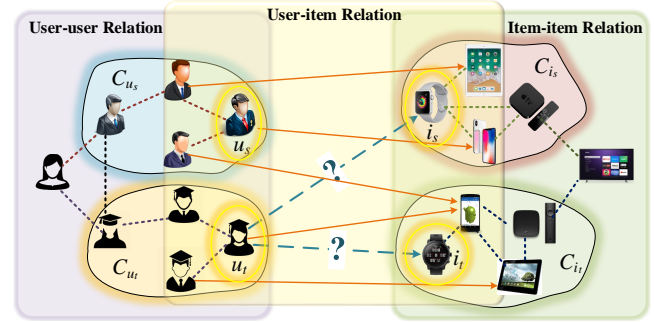 User-item Relation
User-user Relation
Item-item Relation
C_{u_s}
C_{i_s}
u_s
i_s
?
?
C_{u_t}
u_t
i_t
C_{i_t}